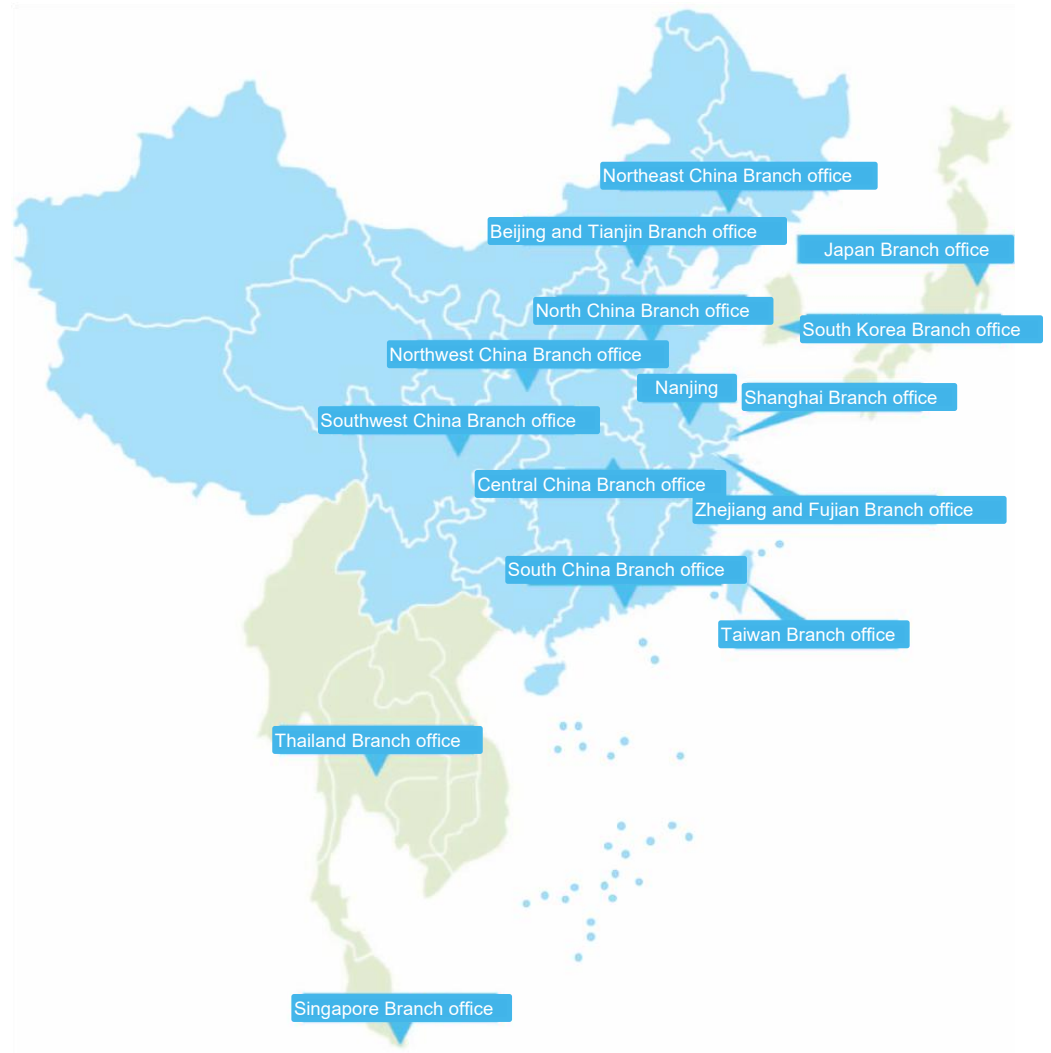 Northeast China Branch office
Beijing and Tianjin Branch office
Japan Branch office
North China Branch office
South Korea Branch office
Northwest China Branch office
Nanjing
Shanghai Branch office
Southwest China Branch office
Central China Branch office
Zhejiang and Fujian Branch office
South China Branch office
Taiwan Branch office
Thailand Branch office
Singapore Branch office